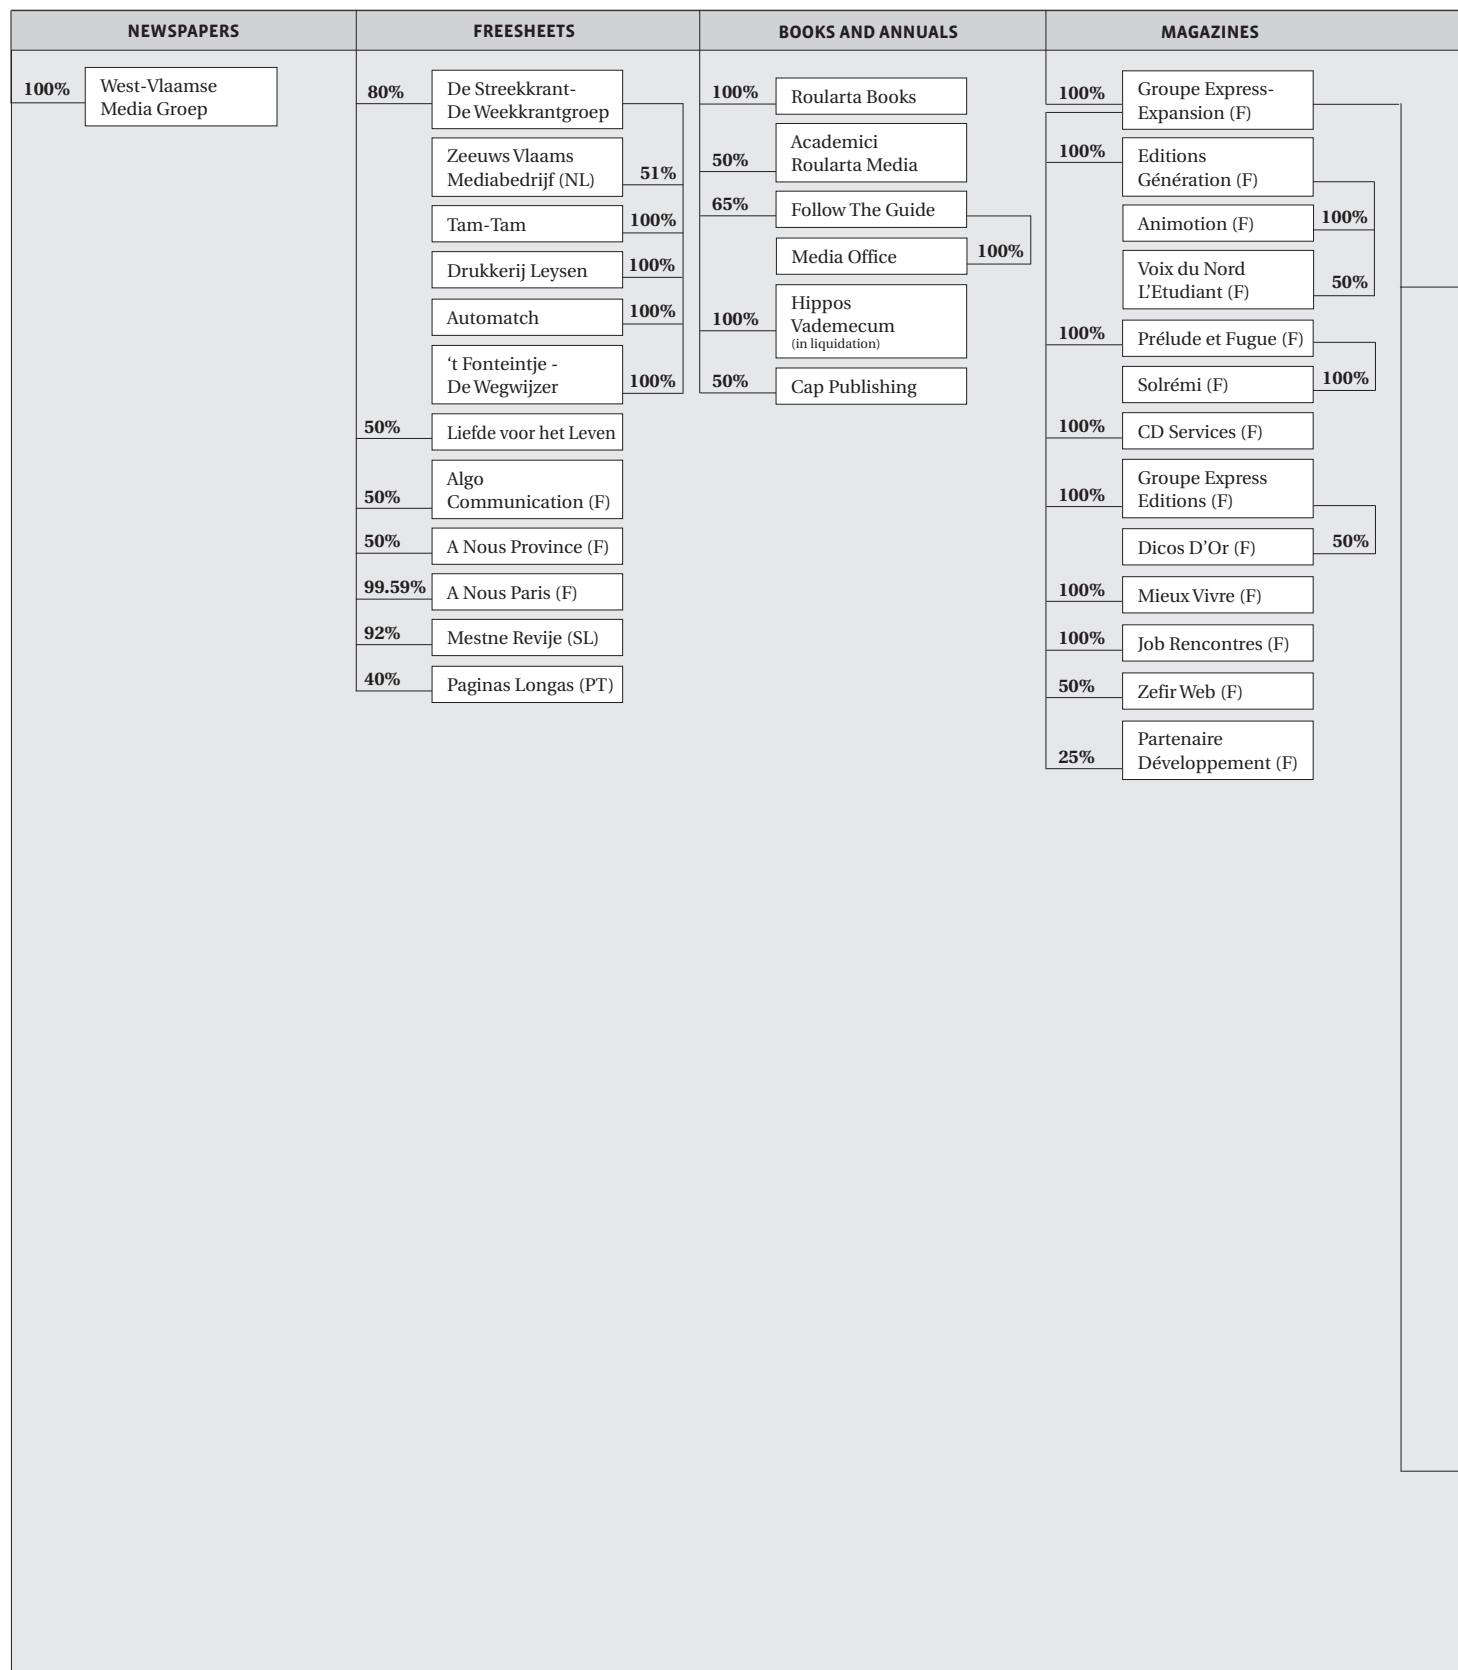 NEWSPAPERS
100%
West-Vlaamse
Media Groep
FREESHEETS
80%
De Streekkrant-
De Weekkrantgroep
Zeeuws Vlaams
Mediabedrijf (NL)
51%
Tam-Tam
100%
Drukkerij Leysen
100%
Automatch
100%
‘t Fonteintje -
De Wegwijzer
100%
50%
Liefde voor het Leven
50%
Algo
Communication (F)
50%
A Nous Province (F)
99.59%
A Nous Paris (F)
92%
Mestne Revije (SL)
40%
Paginas Longas (PT)
BOOKS AND ANNUALS
100%
Roularta Books
50%
Academici
Roularta Media
65%
Follow The Guide
Media Office
100%
100%
Hippos
Vademecum
(in liquidation)
50%
Cap Publishing
MAGAZINES
100%
Groupe Express-
Expansion (F)
100%
Editions
Génération (F)
Animotion (F)
100%
Voix du Nord
L’Etudiant (F)
50%
100%
Prélude et Fugue (F)
Solrémi (F)
100%
100%
CD Services (F)
100%
Groupe Express
Editions (F)
Dicos D’Or (F)
50%
100%
Mieux Vivre (F)
100%
Job Rencontres (F)
50%
Zefir Web (F)
25%
Partenaire
Développement (F)